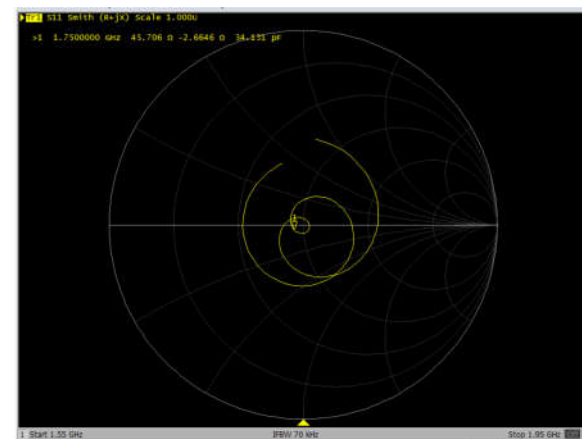 Tr1 S11 Smith (R+jX) Scale 1.000U
>1 1.7500000 GHz 45.706 Ω -2.6646 Ω 34.131 pF
1
1 Start 1.55 GHz IFBW 70 kHz Stop 1.95 GHz